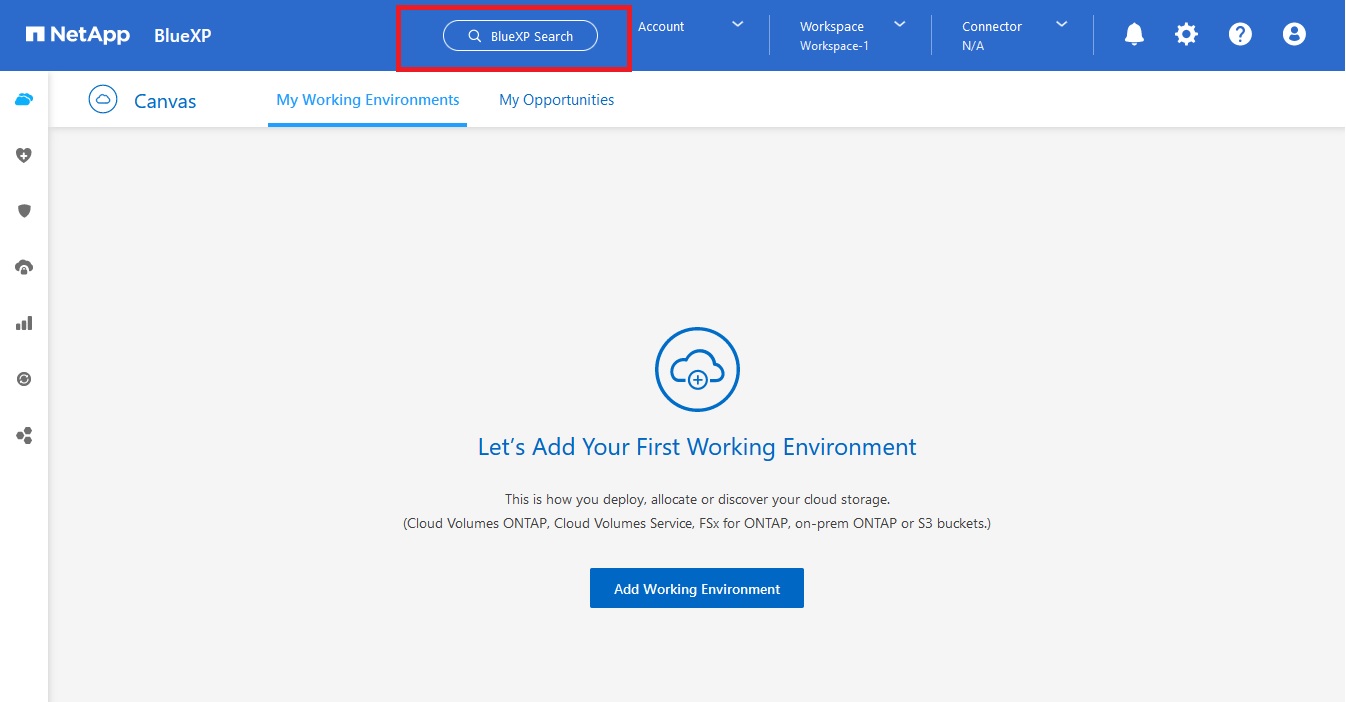 NetApp BlueXP
BlueXP Search
Account
Workspace
Workspace-1
Connector
N/A
Canvas
My Working Environments
My Opportunities
Let's Add Your First Working Environment
This is how you deploy, allocate or discover your cloud storage.
(Cloud Volumes ONTAP, Cloud Volumes Service, FSx for ONTAP, on-prem ONTAP or S3 buckets.)
Add Working Environment